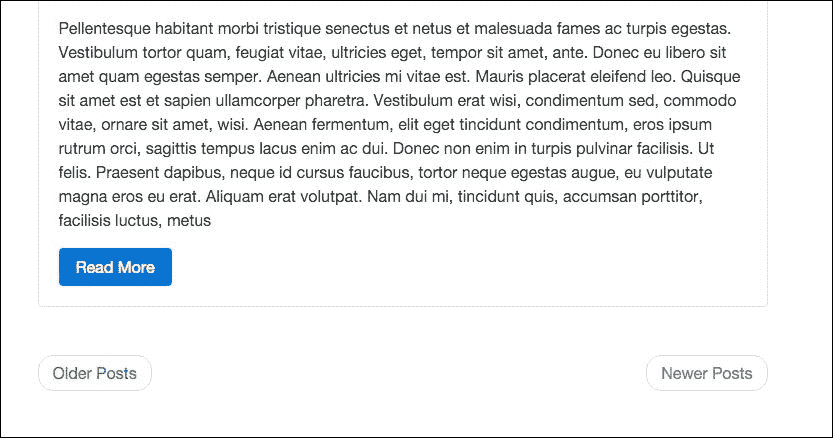 Pellentesque habitant morbi tristique senectus et netus et malesuada fames ac turpis egestas.
Vestibulum tortor quam, feugiat vitae, ultricies eget, tempor sit amet, ante. Donec eu libero sit
amet quam egestas semper. Aenean ultricies mi vitae est. Mauris placerat eleifend leo. Quisque
sit amet est et sapien ullamcorper pharetra. Vestibulum erat wisi, condimentum sed, commodo
vitae, ornare sit amet, wisi. Aenean fermentum, elit eget tincidunt condimentum, eros ipsum
rutrum orci, sagittis tempus lacus enim ac dui. Donec non enim in turpis pulvinar facilisis. Ut
felis. Praesent dapibus, neque id cursus faucibus, tortor neque egestas augue, eu vulputate
magna eros eu erat. Aliquam erat volutpat. Nam dui mi, tincidunt quis, accumsan porttitor,
facilisis luctus, metus
Read More
Older Posts
Newer Posts